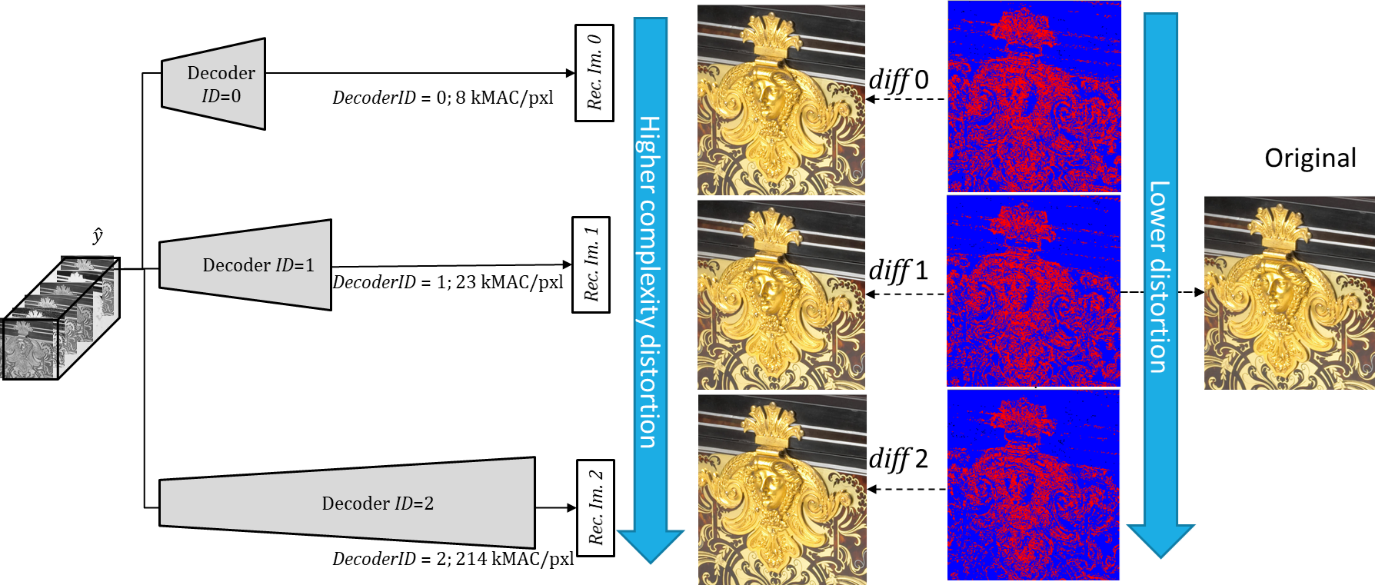 Decoder
ID=0
DecoderID = 0; 8 kMAC/pxl
Rec. Im. 0
ŷ
Decoder ID=1
DecoderID = 1; 23 kMAC/pxl
Rec. Im. 1
Decoder ID=2
DecoderID = 2; 214 kMAC/pxl
Rec. Im. 2
Higher complexity distortion
diff 0
diff 1
diff 2
Lower distortion
Original